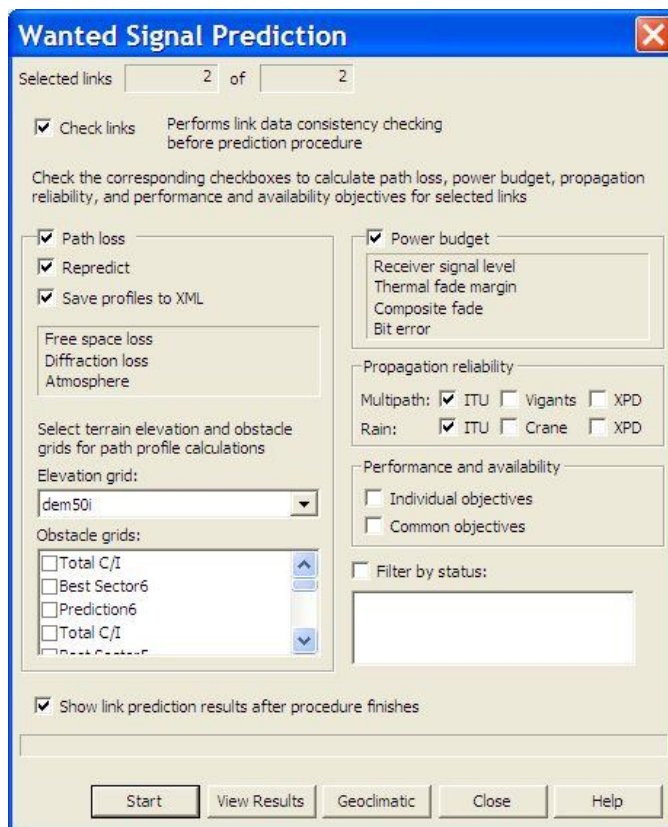 Wanted Signal Prediction
Selected links 2 of 2
Check links
Performs link data consistency checking
before prediction procedure
Check the corresponding checkboxes to calculate path loss, power budget, propagation
reliability, and performance and availability objectives for selected links
Path loss
Repredict
Save profiles to XML
Free space loss
Diffraction loss
Atmosphere
Select terrain elevation and obstacle
grids for path profile calculations
Elevation grid:
dem50i
Obstacle grids:
Total C/I
Best Sector6
Prediction6
Total C/I
Best Sector5
Power budget
Receiver signal level
Thermal fade margin
Composite fade
Bit error
Propagation reliability
Multipath: ITU Vigants XPD
Rain: ITU Crane XPD
Performance and availability
Individual objectives
Common objectives
Filter by status:
Show link prediction results after procedure finishes
Start View Results Geoclimatic Close Help